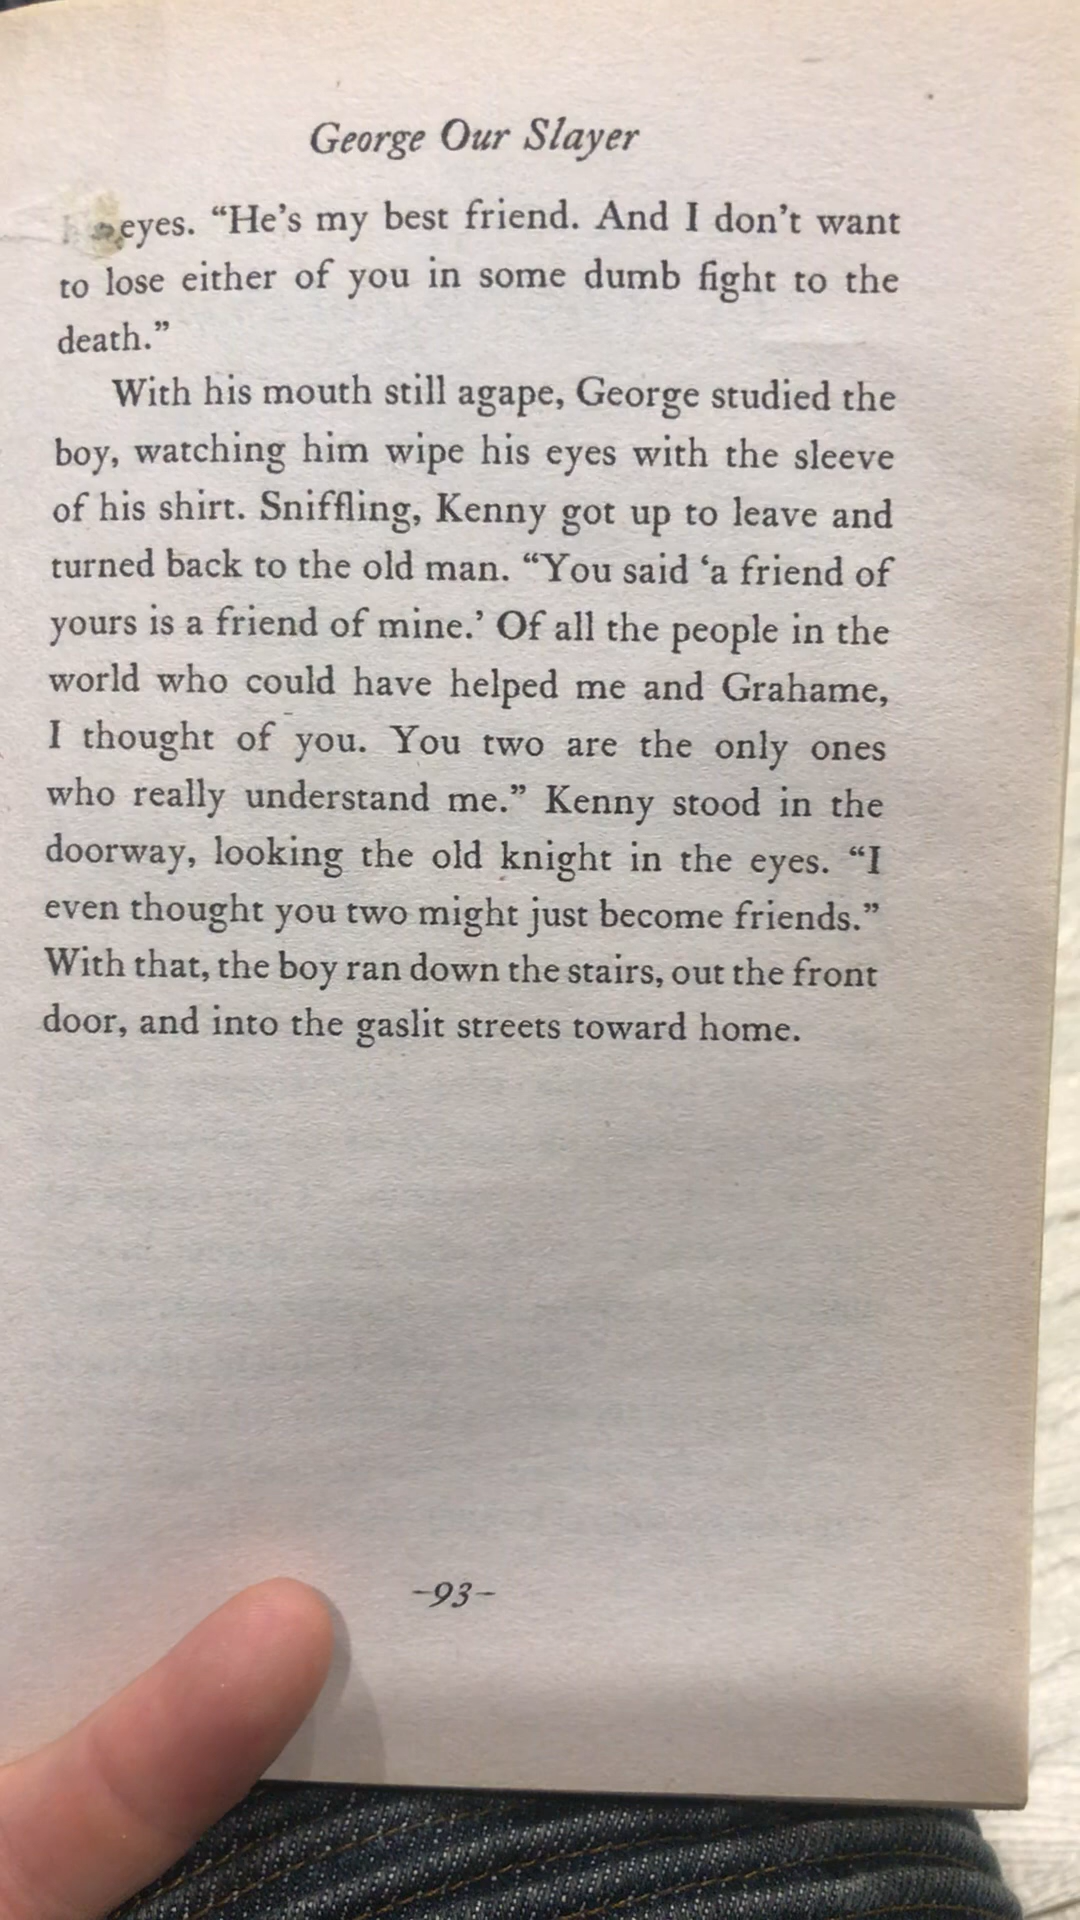 George Our Slayer
eyes. “He’s my best friend. And I don’t want
to lose either of you in some dumb fight to the
death.”
With his mouth still agape, George studied the
boy, watching him wipe his eyes with the sleeve
of his shirt. Sniffling, Kenny got up to leave and
turned back to the old man. “You said ‘a friend of
yours is a friend of mine.’ Of all the people in the
world who could have helped me and Grahame,
I thought of you. You two are the only ones
who really understand me.” Kenny stood in the
doorway, looking the old knight in the eyes. “I
even thought you two might just become friends.”
With that, the boy ran down the stairs, out the front
door, and into the gaslit streets toward home.
-93-